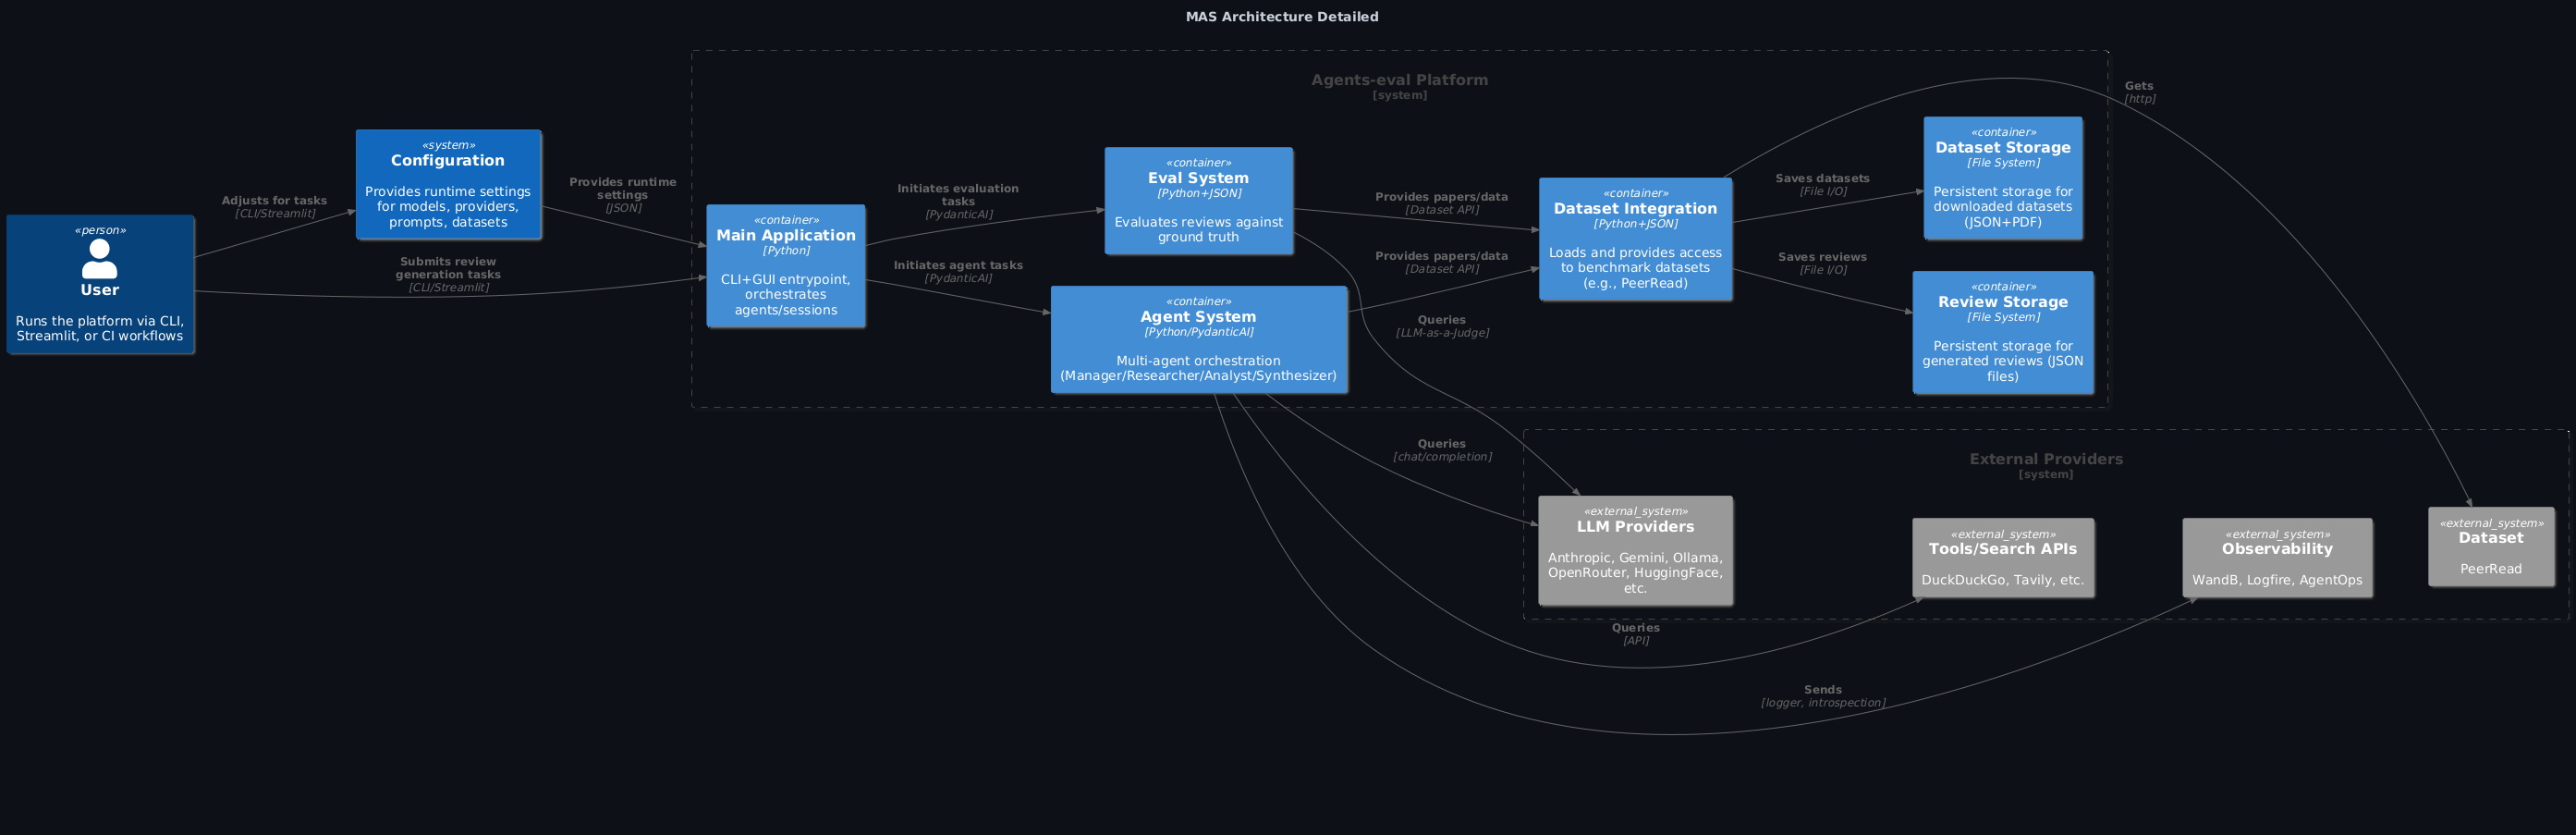 MAS Architecture Detailed
«person»
User
Runs the platform via CLI,
Streamlit, or CI workflows
Adjusts for tasks
[CLI/Streamlit]
Submits review
generation tasks
[CLI/Streamlit]
«system»
Configuration
Provides runtime settings
for models, providers,
prompts, datasets
Provides runtime
settings
[JSON]
Agents-eval Platform
[system]
«container»
Main Application
[Python]
CLI+GUI entrypoint,
orchestrates
agents/sessions
Initiates evaluation
tasks
[PydanticAI]
Initiates agent tasks
[PydanticAI]
«container»
Eval System
[Python+JSON]
Evaluates reviews against
ground truth
«container»
Agent System
[Python/PydanticAI]
Multi-agent orchestration
(Manager/Researcher/Analyst/Synthesizer)
Provides papers/data
[Dataset API]
Provides papers/data
[Dataset API]
Queries
[LLM-as-a-Judge]
Queries
[chat/completion]
«container»
Dataset Integration
[Python+JSON]
Loads and provides access
to benchmark datasets
(e.g., PeerRead)
Saves datasets
[File I/O]
Saves reviews
[File I/O]
«container»
Dataset Storage
[File System]
Persistent storage for
downloaded datasets
(JSON+PDF)
«container»
Review Storage
[File System]
Persistent storage for
generated reviews (JSON
files)
Gets
[http]
External Providers
[system]
«external_system»
LLM Providers
Anthropic, Gemini, Ollama,
OpenRouter, HuggingFace,
etc.
«external_system»
Tools/Search APIs
DuckDuckGo, Tavily, etc.
«external_system»
Observability
WandB, Logfire, AgentOps
«external_system»
Dataset
PeerRead
Queries
[API]
Sends
[logger, introspection]